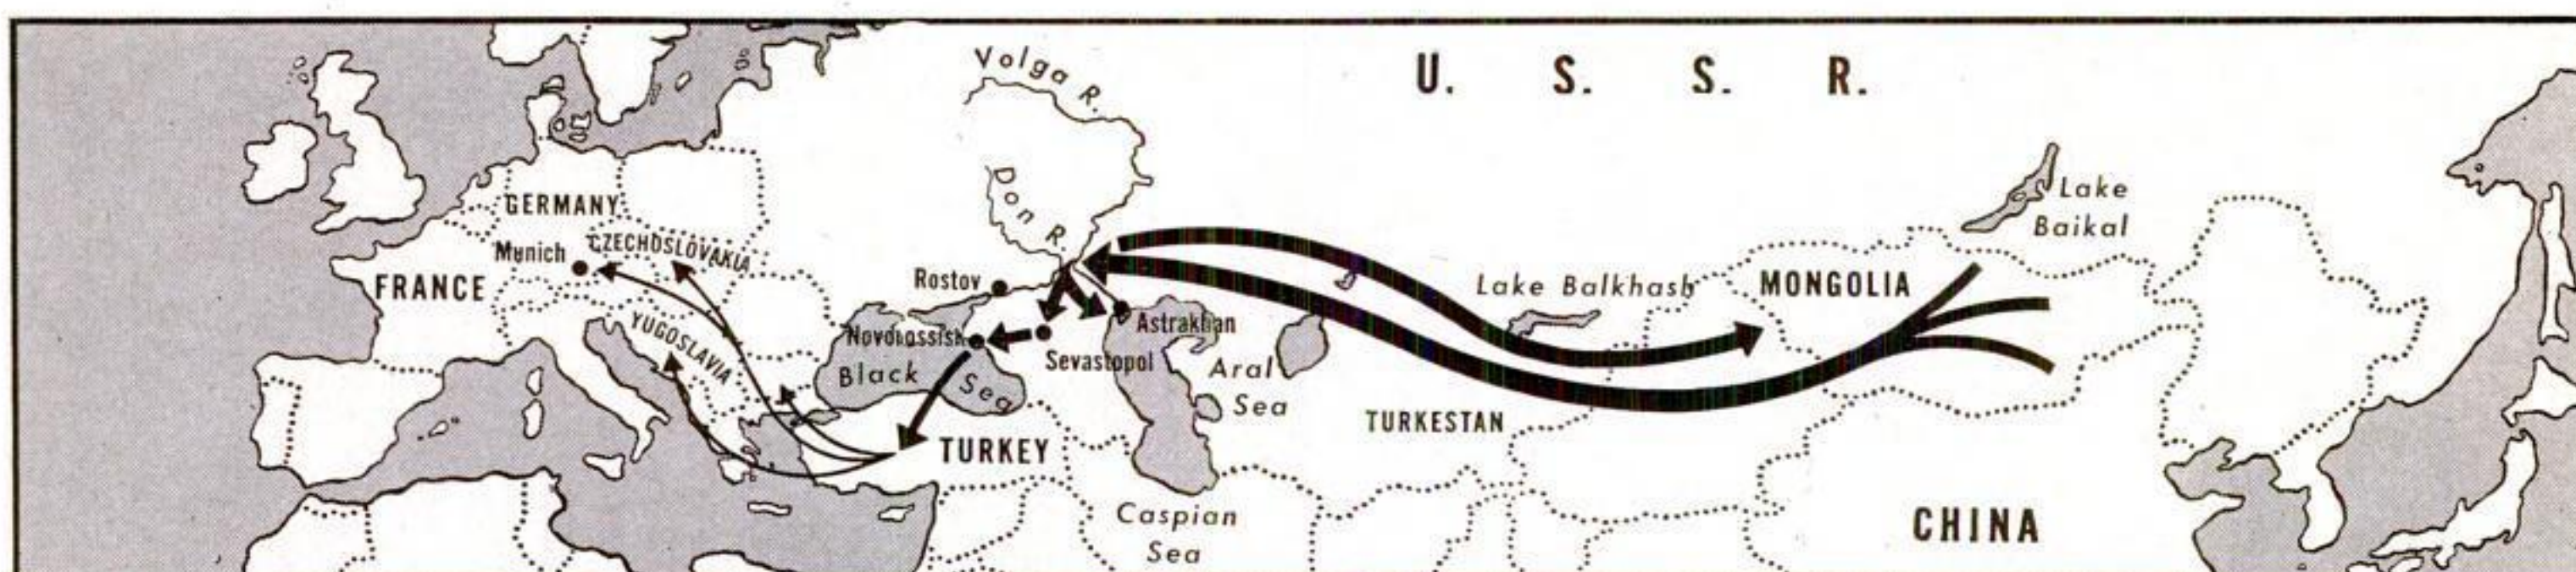 U. S. S. R.
Volga R.
Don R.
Lake
Baikal
GERMANY
CZECHOSLOVAKIA
Munich
FRANCE
Rostov
Lake Balkhash
MONGOLIA
YUGOSLAVIA
Novorossisk
Astrakhan
Sevastopol
Black Sea
Aral
Sea
TURKESTAN
TURKEY
Caspian
Sea
CHINA